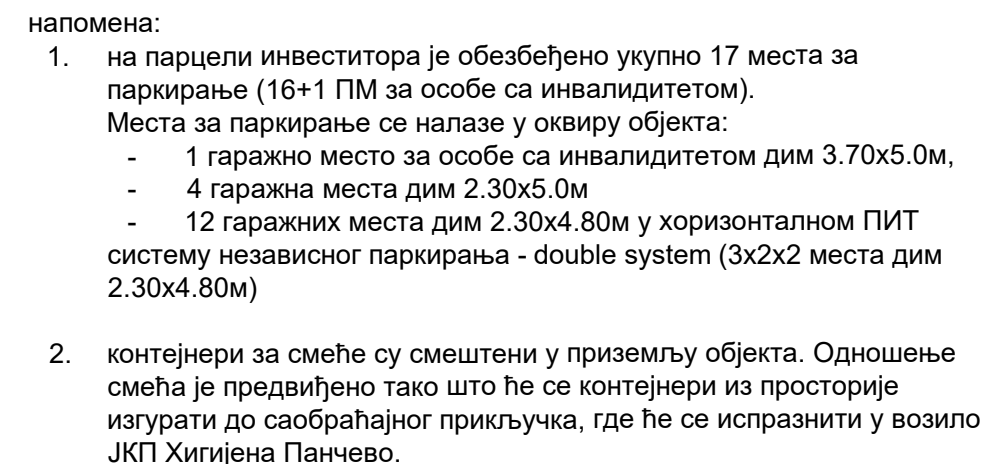 напомена:
1. на парцели инвеститора је обезбеђено укупно 17 места за
паркирање (16+1 ПМ за особе са инвалидитетом).
Места за паркирање се налазе у оквиру објекта:
- 1 гаражно место за особе са инвалидитетом дим 3.70x5.0м,
- 4 гаражна места дим 2.30x5.0м
- 12 гаражних места дим 2.30x4.80м у хоризонталном ПИТ
систему независног паркирања - double system (3x2x2 места дим
2.30x4.80м)
2. контејнери за смеће су смештени у приземљу објекта. Одношење
смећа је предвиђено тако што ће се контејнери из просторије
изгурати до саобраћајног прикључка, где ће се испразнити у возило
ЈКП Хигијена Панчево.